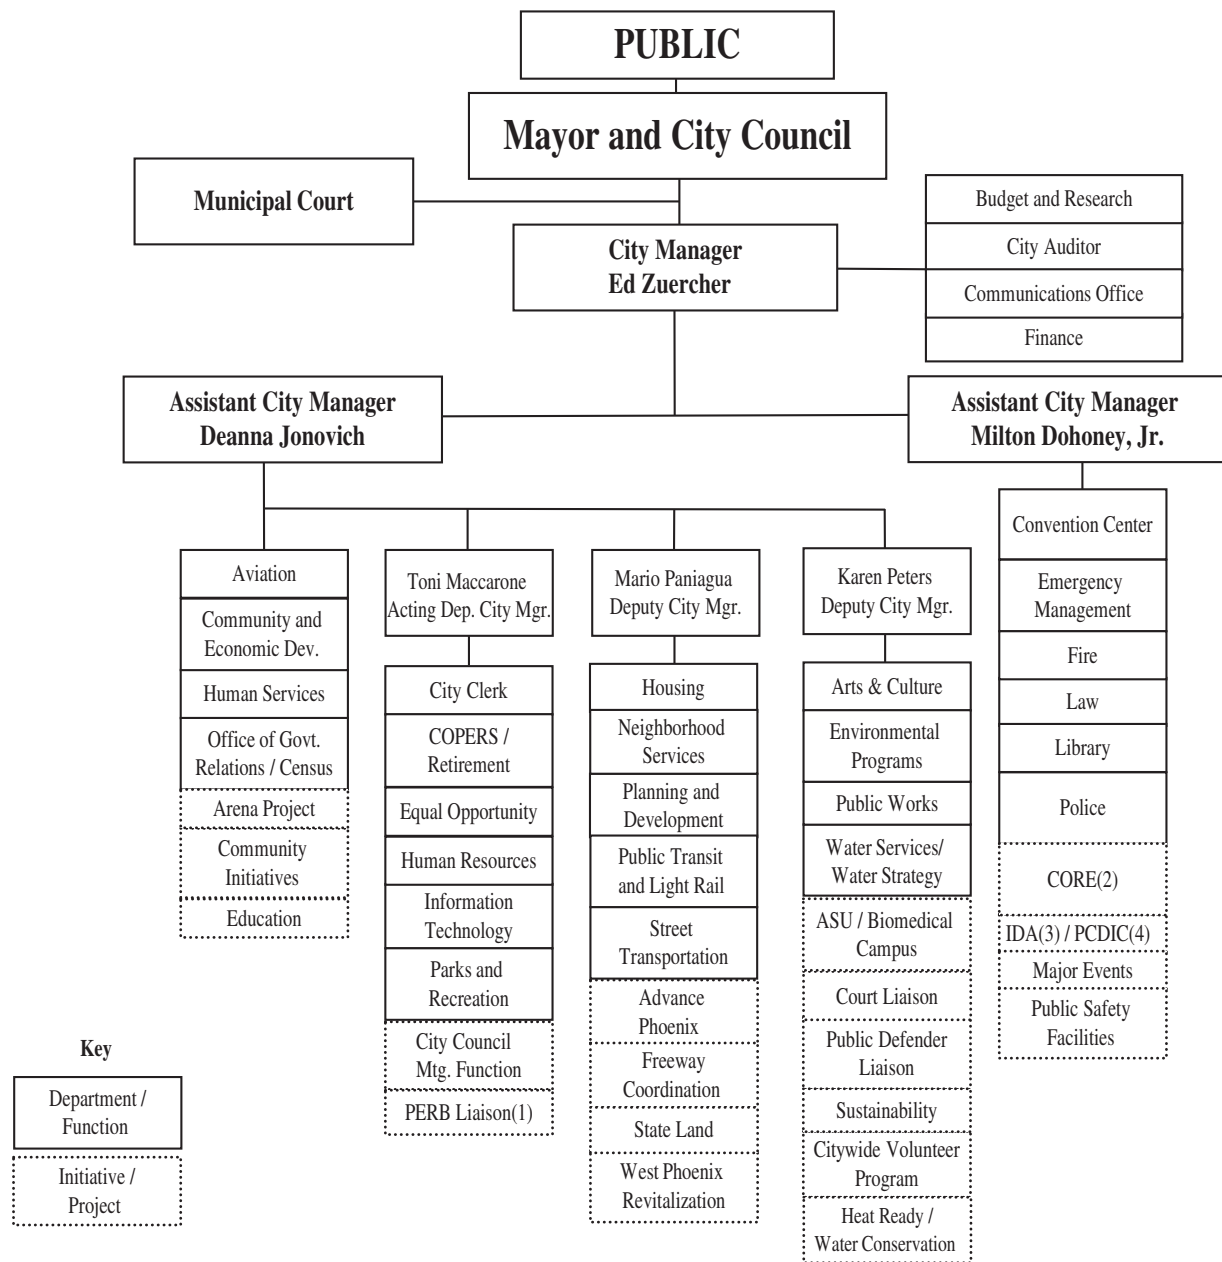 PUBLIC
Mayor and City Council
Municipal Court
City Manager
Ed Zuercher
Budget and Research
City Auditor
Communications Office
Finance
Assistant City Manager
Deanna Jonovich
Assistant City Manager
Milton Dohoney, Jr.
Aviation
Community and
Economic Dev.
Human Services
Office of Govt.
Relations / Census
Arena Project
Community
Initiatives
Education
Toni Maccarone
Acting Dep. City Mgr.
City Clerk
COPERS /
Retirement
Equal Opportunity
Human Resources
Information
Technology
Parks and
Recreation
City Council
Mtg. Function
PERB Liaison(1)
Mario Paniagua
Deputy City Mgr.
Housing
Neighborhood
Services
Planning and
Development
Public Transit
and Light Rail
Street
Transportation
Advance
Phoenix
Freeway
Coordination
State Land
West Phoenix
Revitalization
Karen Peters
Deputy City Mgr.
Arts & Culture
Environmental
Programs
Public Works
Water Services/
Water Strategy
ASU / Biomedical
Campus
Court Liaison
Public Defender
Liaison
Sustainability
Citywide Volunteer
Program
Heat Ready /
Water Conservation
Convention Center
Emergency
Management
Fire
Law
Library
Police
CORE(2)
IDA(3) / PCDIC(4)
Major Events
Public Safety
Facilities
Key
Department /
Function
Initiative /
Project